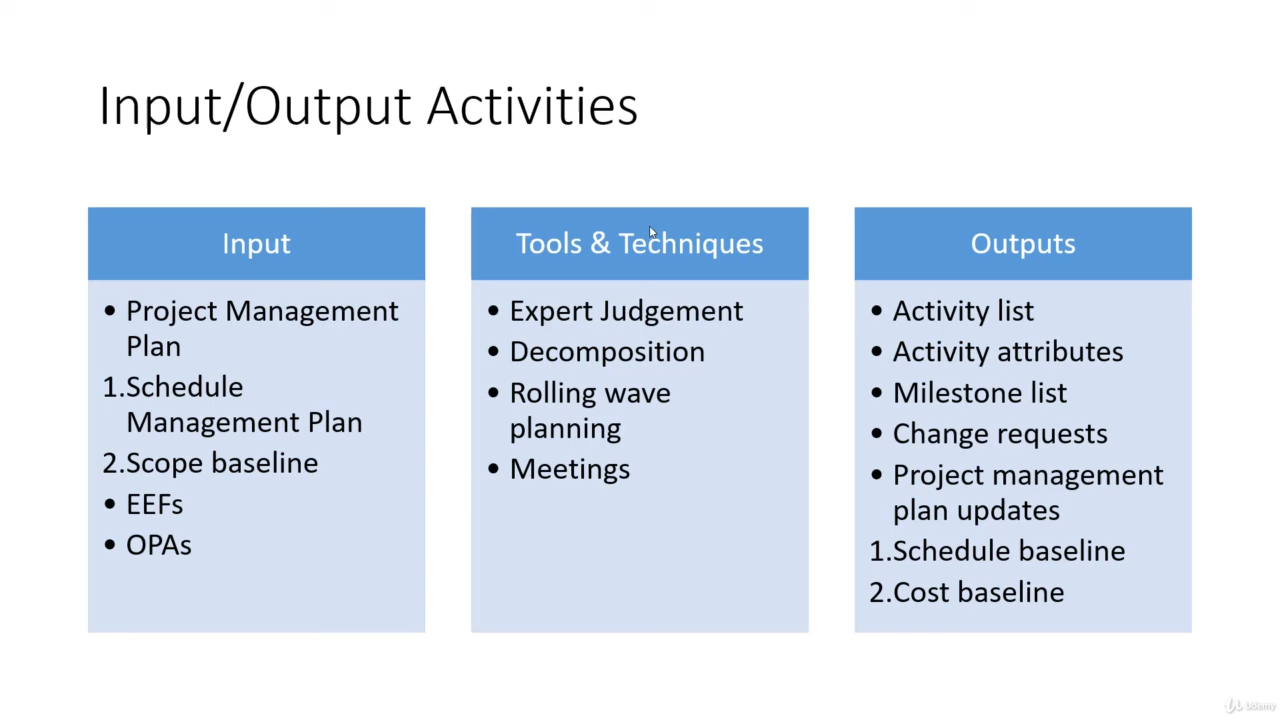 Input/Output Activities
Input
• Project Management
Plan
1.Schedule
Management Plan
2.Scope baseline
• EEFs
• OPAs
Tools & Techniques
• Expert Judgement
• Decomposition
• Rolling wave
planning
• Meetings
Outputs
• Activity list
• Activity attributes
• Milestone list
• Change requests
• Project management
plan updates
1.Schedule baseline
2.Cost baseline
Udemy